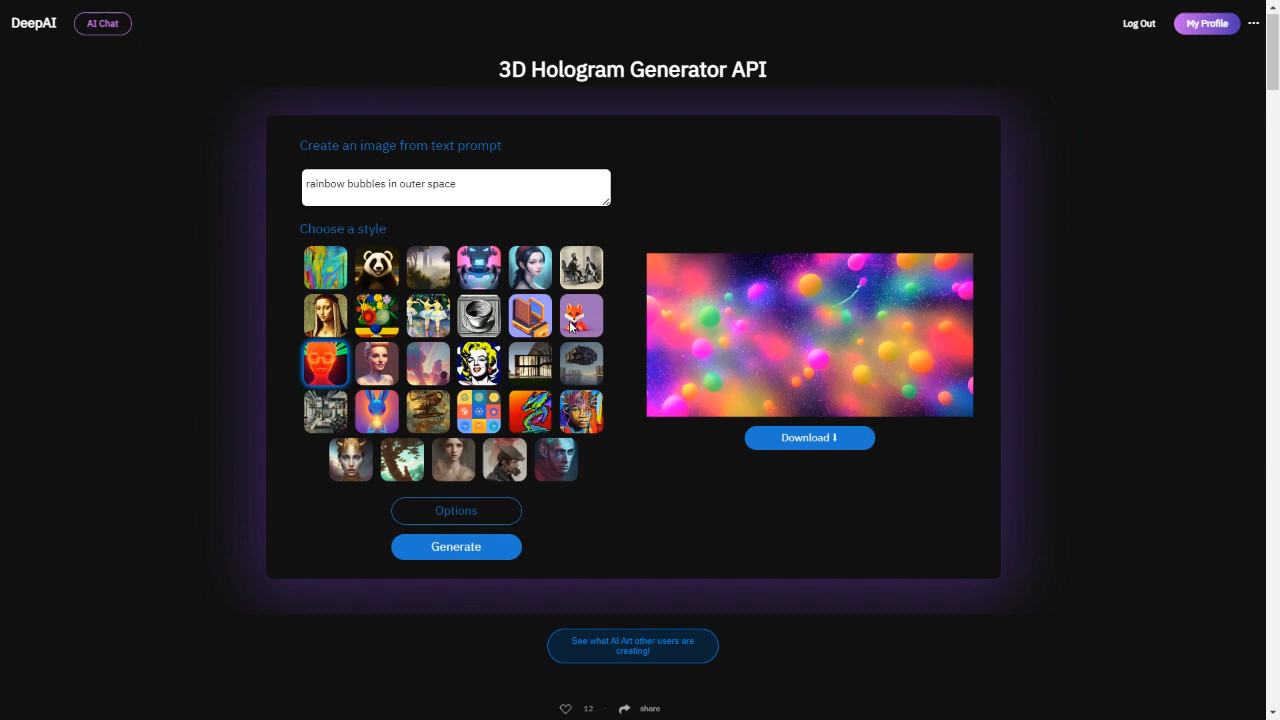 DeepAI
AI Chat
Log Out
My Profile
3D Hologram Generator API
Create an image from text prompt
rainbow bubbles in outer space
Choose a style
Download
Options
Generate
See what AI Art other users are
creating!
12
share